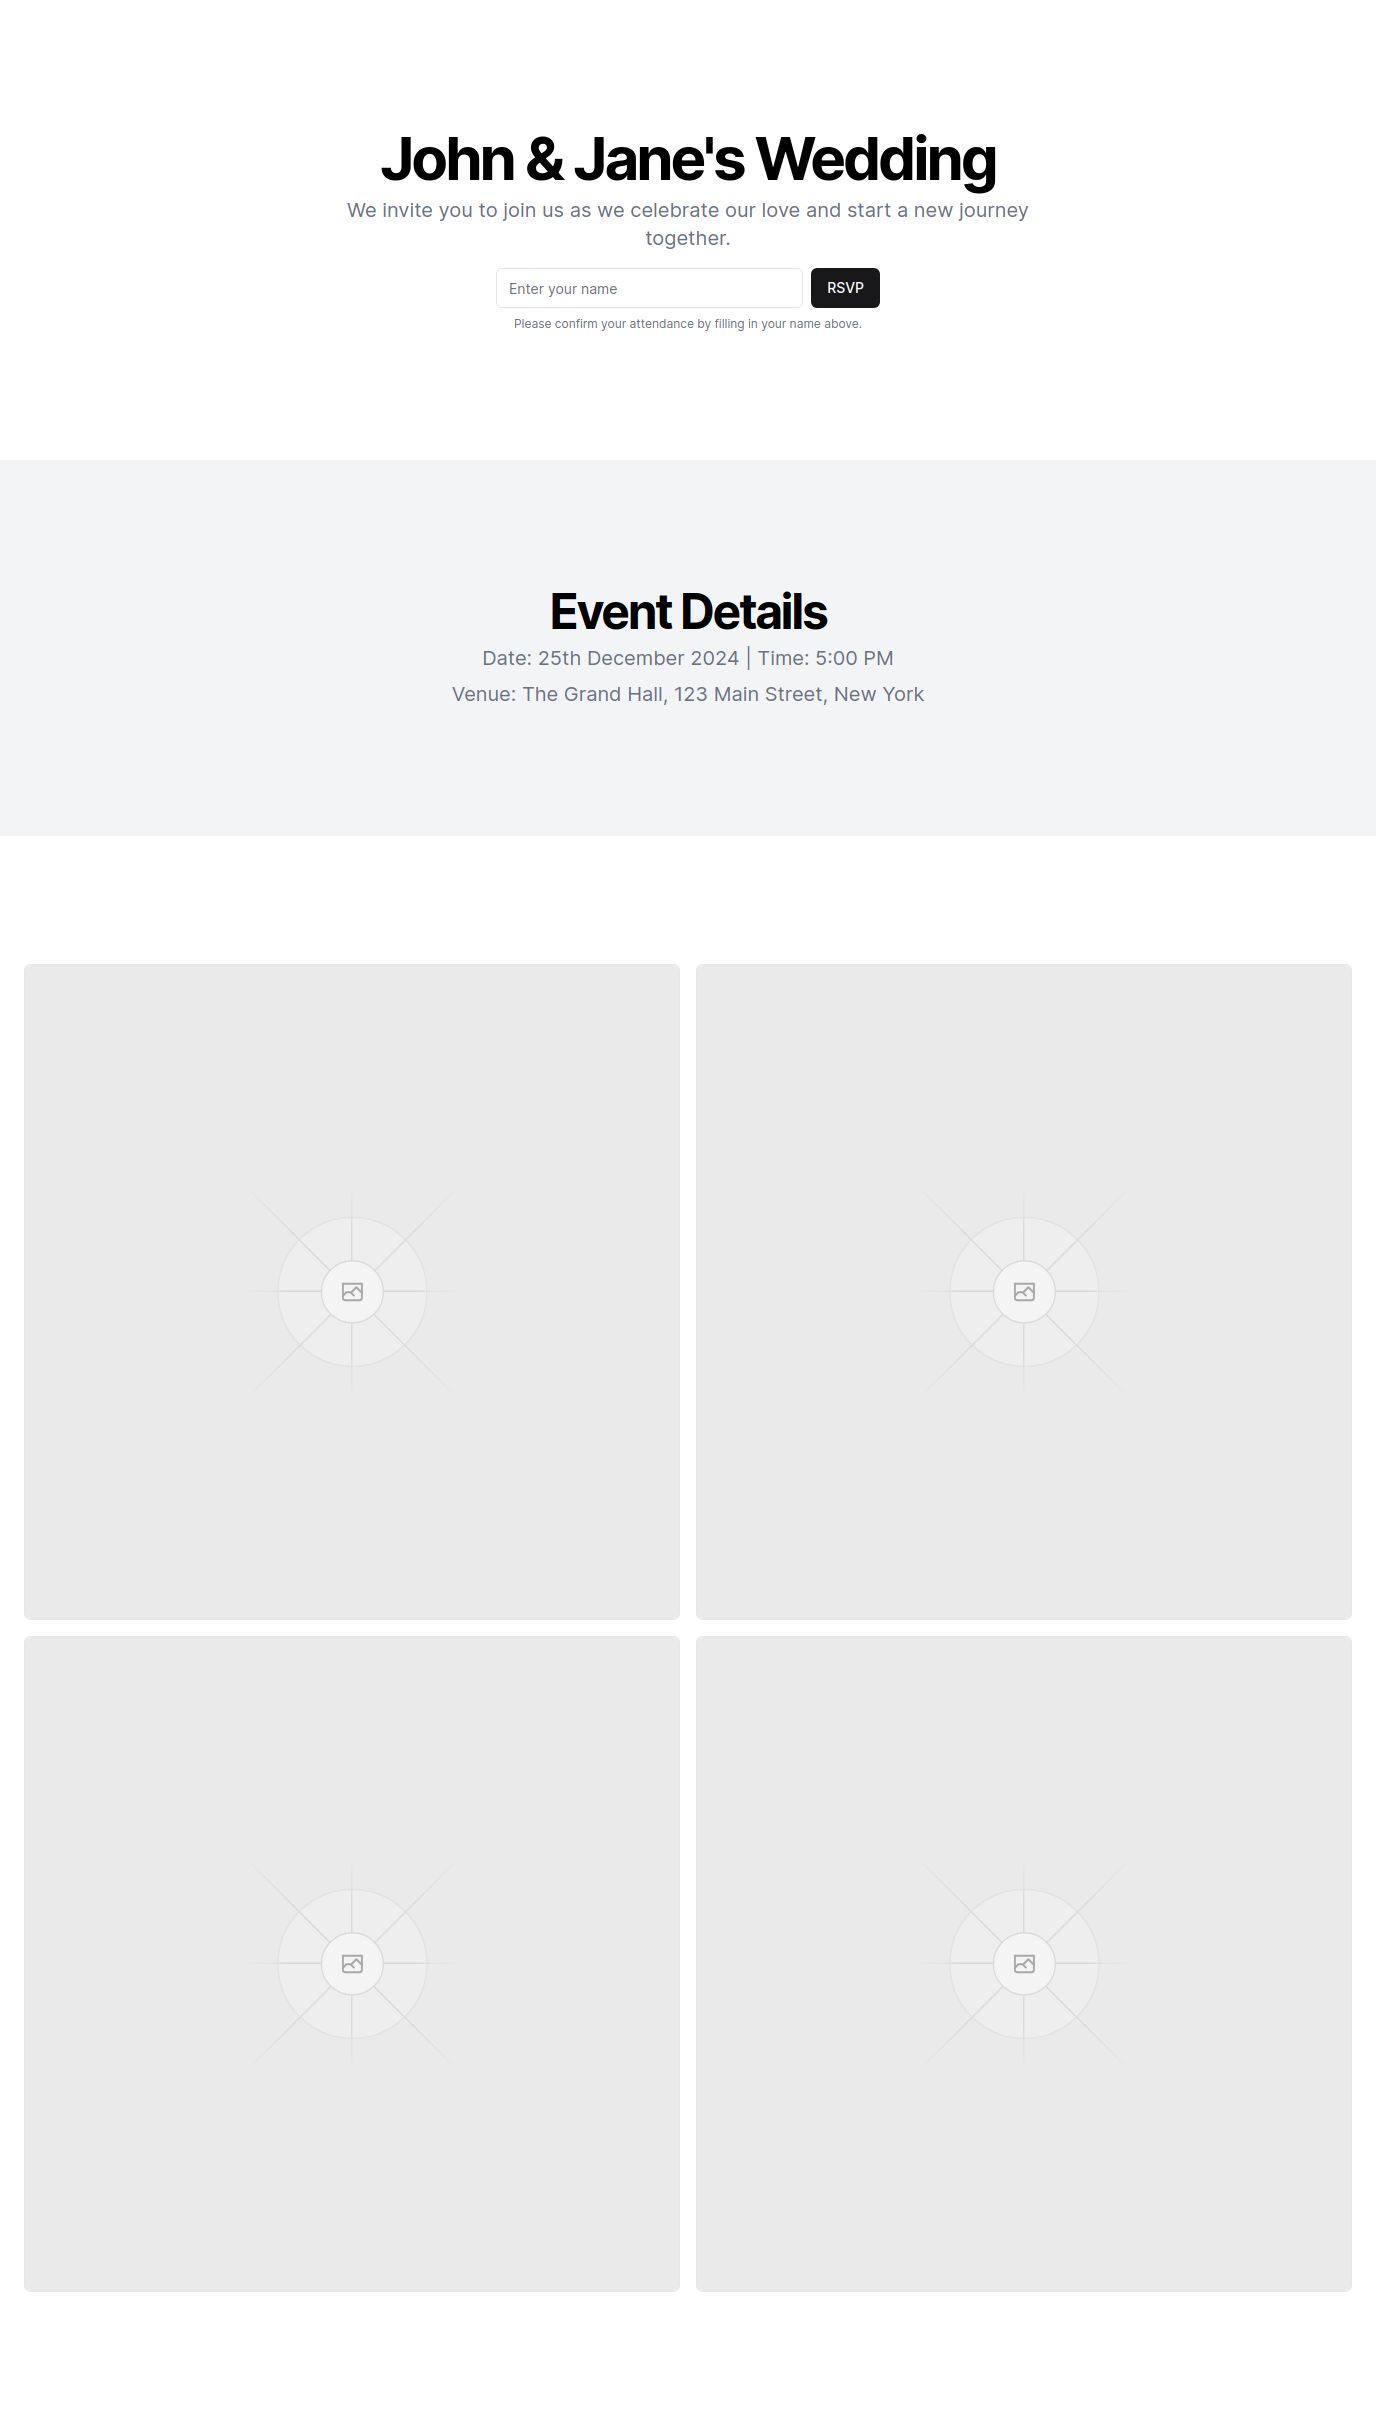 John & Jane's Wedding
We invite you to join us as we celebrate our love and start a new journey
together.
Enter your name
RSVP
Please confirm your attendance by filling in your name above.
Event Details
Date: 25th December 2024 | Time: 5:00 PM
Venue: The Grand Hall, 123 Main Street, New York